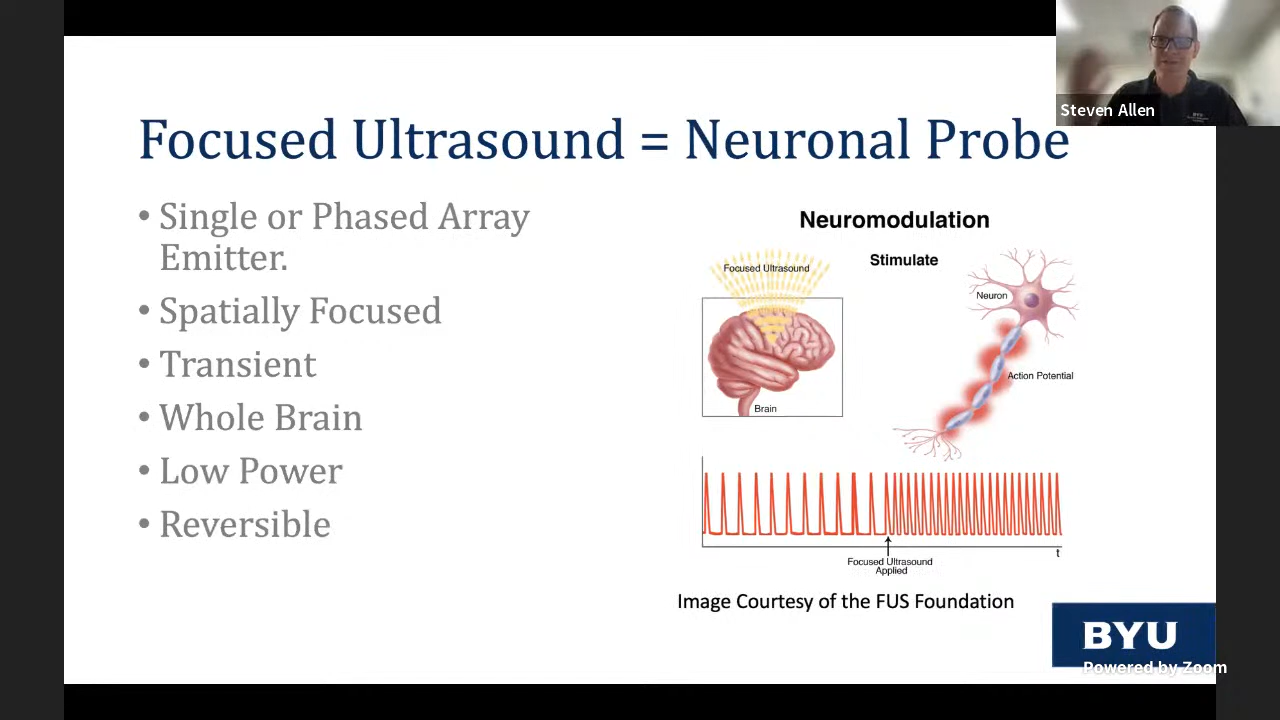 Steven Allen
BYU
Focused Ultrasound = Neuronal Probe
• Single or Phased Array
Emitter.
• Spatially Focused
• Transient
• Whole Brain
• Low Power
• Reversible
Neuromodulation
Focused Ultrasound
Stimulate
Neuron
Action Potential
Brain
t
Focused Ultrasound
Applied
Image Courtesy of the FUS Foundation
BYU
Powered by Zoom